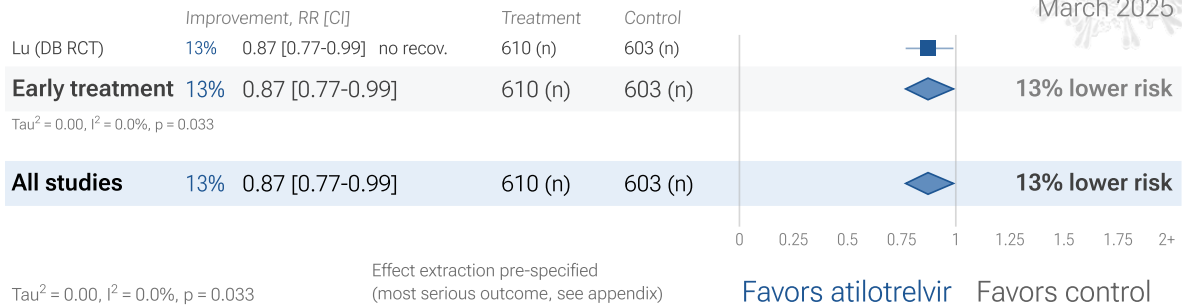 March 2025
Improvement, RR [CI] Treatment Control
Lu (DB RCT) 13% 0.87 [0.77-0.99] no recov. 610 (n) 603 (n)
Early treatment 13% 0.87 [0.77-0.99] 610 (n) 603 (n) 13% lower risk
Tau² = 0.00, I² = 0.0%, p = 0.033
All studies 13% 0.87 [0.77-0.99] 610 (n) 603 (n) 13% lower risk
0 0.25 0.5 0.75 1 1.25 1.5 1.75 2+
Effect extraction pre-specified
(most serious outcome, see appendix)
Tau² = 0.00, I² = 0.0%, p = 0.033
Favors atilotrelvir Favors control